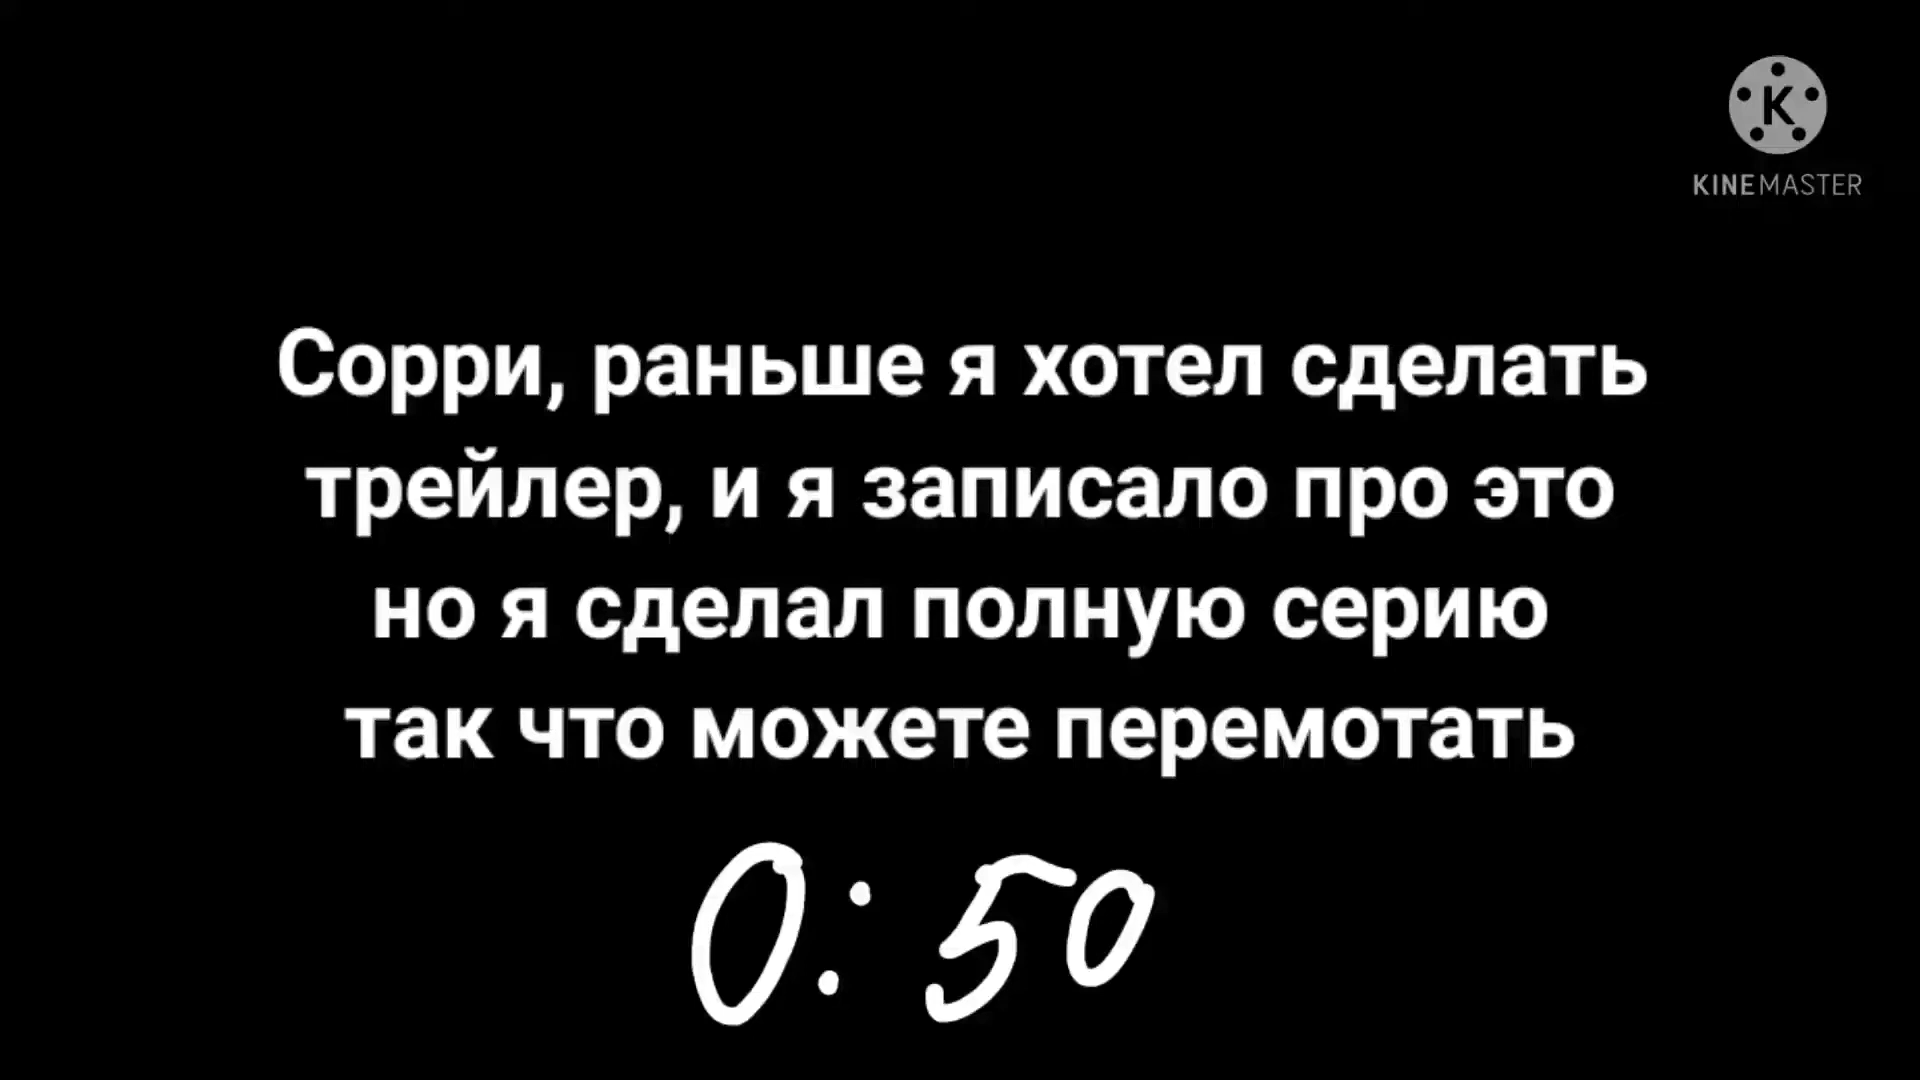 KINEMASTER
Сорри, раньше я хотел сделать
трейлер, и я записало про это
но я сделал полную серию
так что можете перемотать
0:50